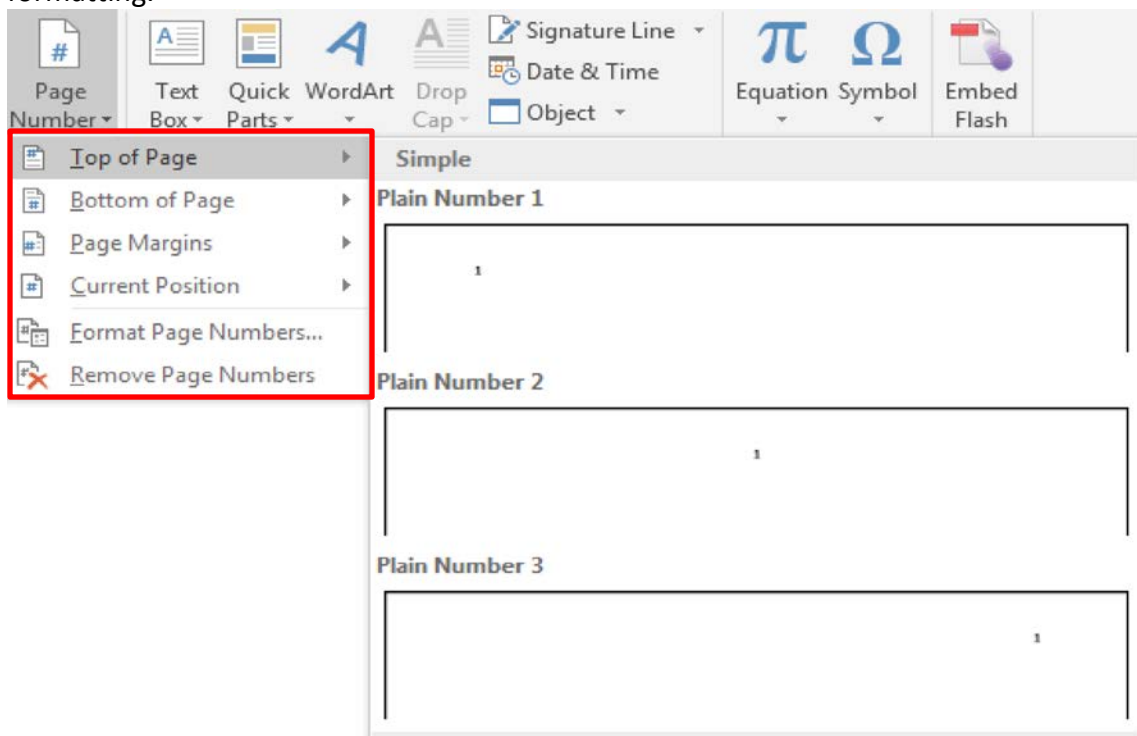 formatting.
Signature Line
Date & Time
Object
Page Text Quick WordArt Drop Equation Symbol Embed
Number Box Parts Cap Flash
Top of Page
Bottom of Page
Page Margins
Current Position
Format Page Numbers...
Remove Page Numbers
Simple
Plain Number 1
1
Plain Number 2
1
Plain Number 3
1